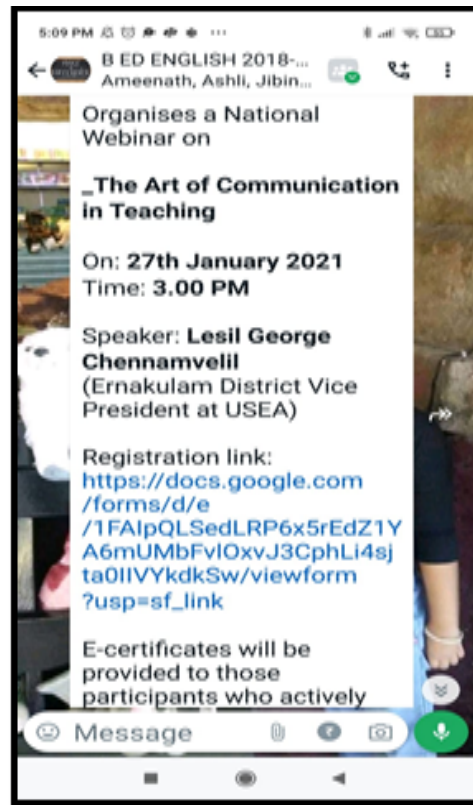 5:09 PM
B ED ENGLISH 2018-...
Ameenath, Ashli, Jibin...
Organises a National
Webinar on
_The Art of Communication
in Teaching
On: 27th January 2021
Time: 3.00 PM
Speaker: Lesil George
Chennamvelil
(Ernakulam District Vice
President at USEA)
Registration link:
https://docs.google.com
/forms/d/e
/1FAIpQLSedLRP6x5rEdZ1Y
A6mUMbFvlOxvJ3CphLi4sj
ta0IIVYkdkSw/viewform
?usp=sf_link
E-certificates will be
provided to those
participants who actively
Message